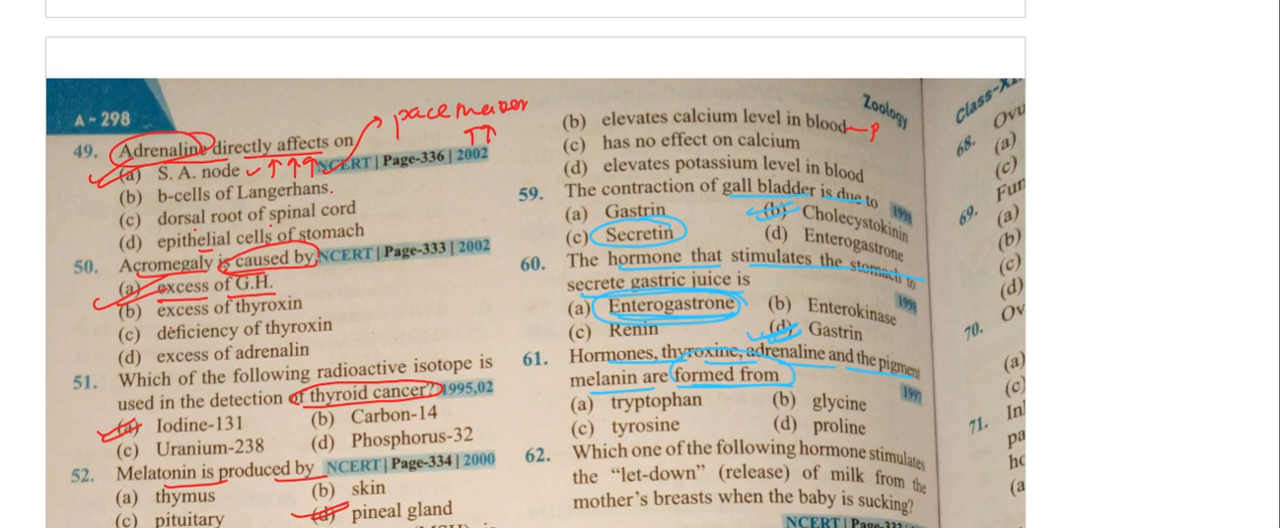 A - 298
pace maker
↑↑
49. Adrenaline directly affects on
(a) S. A. node ↑↑↑ NCERT | Page-336 | 2002
(b) b-cells of Langerhans.
(c) dorsal root of spinal cord
(d) epithelial cells of stomach
50. Acromegaly is caused by NCERT | Page-333 | 2002
(a) excess of G.H.
(b) excess of thyroxin
(c) deficiency of thyroxin
(d) excess of adrenalin
51. Which of the following radioactive isotope is
used in the detection of thyroid cancer? 1995,02
(a) Iodine-131 (b) Carbon-14
(c) Uranium-238 (d) Phosphorus-32
52. Melatonin is produced by NCERT | Page-334 | 2000
(a) thymus (b) skin
(c) pituitary (d) pineal gland
Zoology
(b) elevates calcium level in blood
(c) has no effect on calcium
(d) elevates potassium level in blood
59. The contraction of gall bladder is due to 1998
(a) Gastrin (b) Cholecystokinin
(c) Secretin (d) Enterogastrone
60. The hormone that stimulates the stomach to
secrete gastric juice is 1998
(a) Enterogastrone (b) Enterokinase
(c) Renin (d) Gastrin
61. Hormones, thyroxine, adrenaline and the pigment
melanin are formed from 1997
(a) tryptophan (b) glycine
(c) tyrosine (d) proline
62. Which one of the following hormone stimulates
the “let-down” (release) of milk from the
mother's breasts when the baby is sucking?
NCERT | Page-
Class-XI
68. Ovu
(a)
(c)
69. Fun
(a)
(b)
(c)
(d)
70. Ov
(a)
(c)
71. In
pa
ho
(a